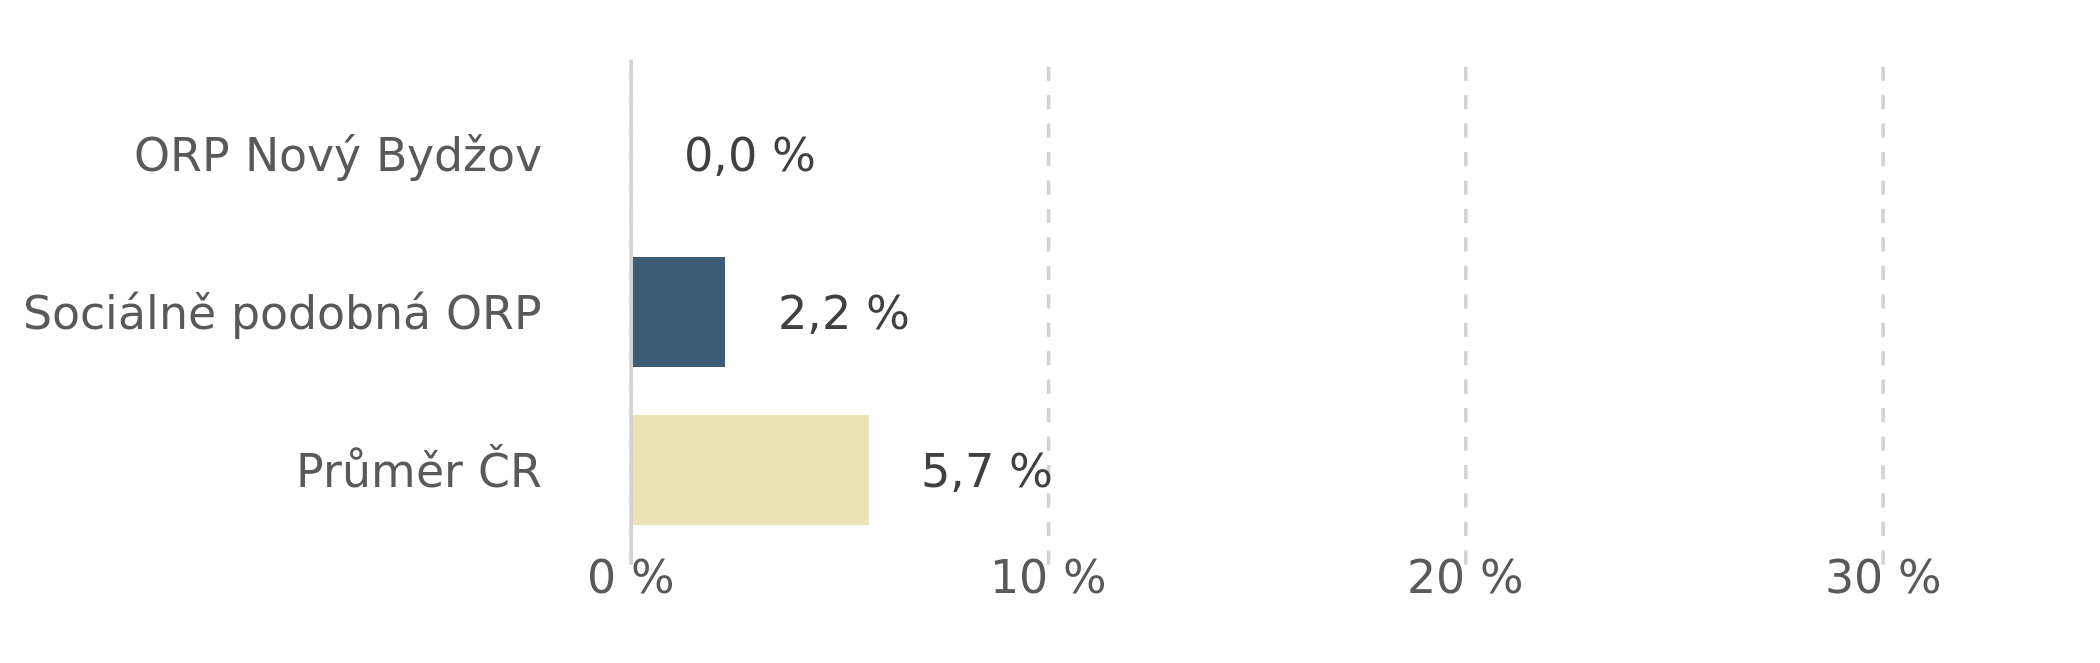 ORP Nový Bydžov 0,0 %
Sociálně podobná ORP 2,2 %
Průměr ČR 5,7 %
0 % 10 % 20 % 30 %